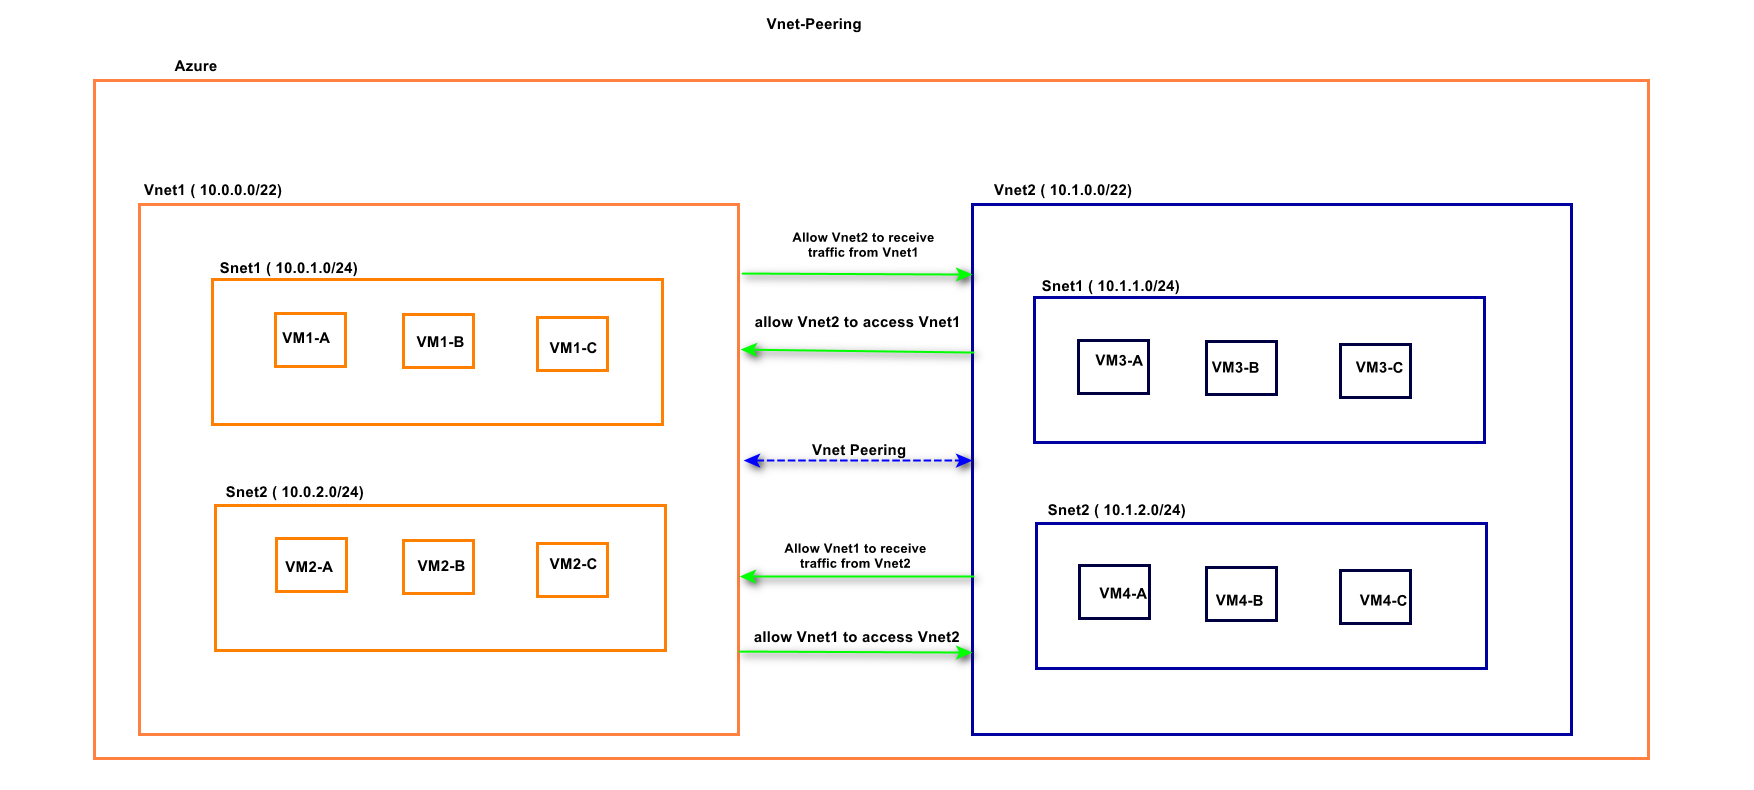 Vnet-Peering
Azure
Vnet1 ( 10.0.0.0/22)
Vnet2 ( 10.1.0.0/22)
Snet1 ( 10.0.1.0/24)
VM1-A
VM1-B
VM1-C
Snet2 ( 10.0.2.0/24)
VM2-A
VM2-B
VM2-C
Allow Vnet2 to receive
traffic from Vnet1
allow Vnet2 to access Vnet1
Vnet Peering
Allow Vnet1 to receive
traffic from Vnet2
allow Vnet1 to access Vnet2
Snet1 ( 10.1.1.0/24)
VM3-A
VM3-B
VM3-C
Snet2 ( 10.1.2.0/24)
VM4-A
VM4-B
VM4-C